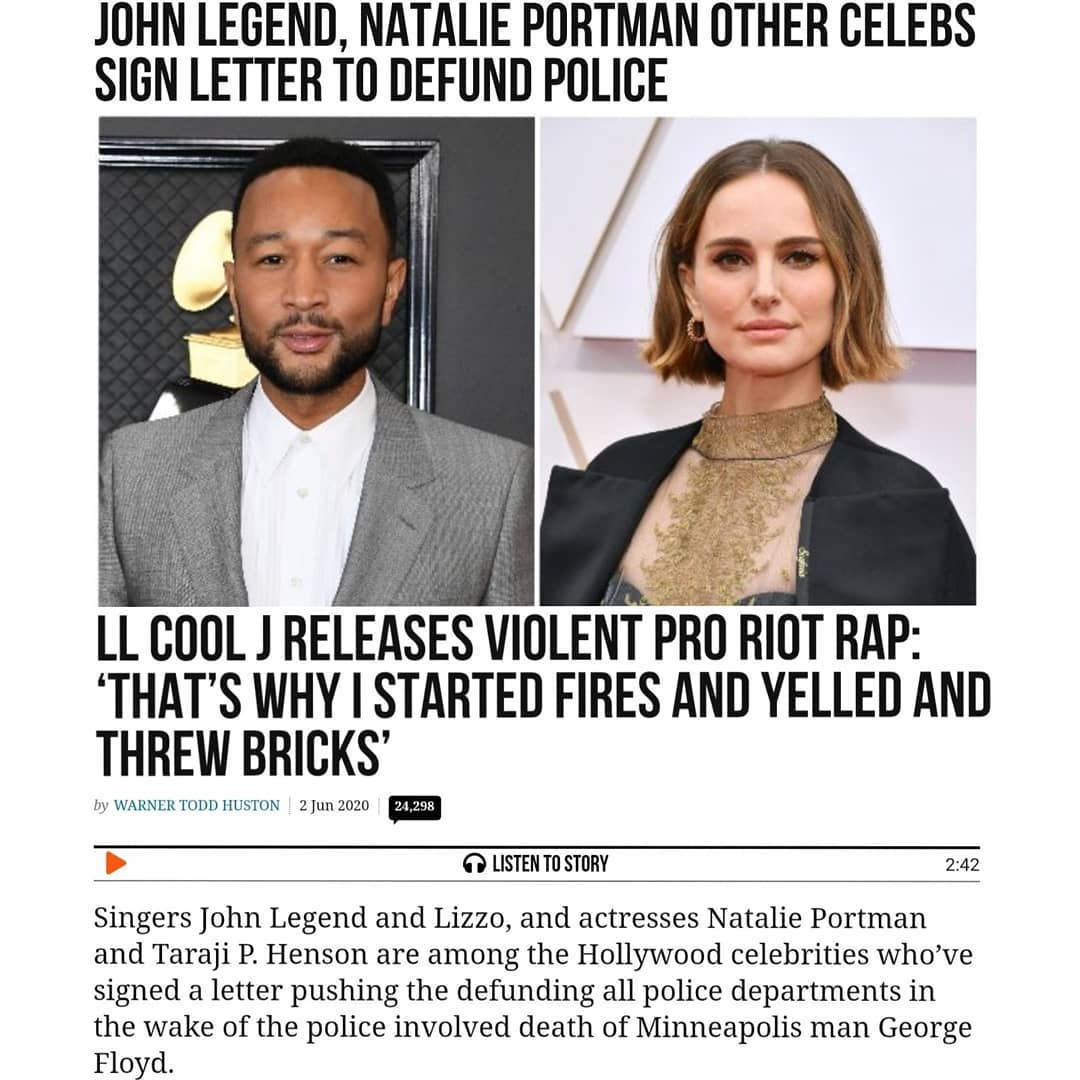 JOHN LEGEND, NATALIE PORTMAN OTHER CELEBS
SIGN LETTER TO DEFUND POLICE
LL COOL J RELEASES VIOLENT PRO RIOT RAP:
‘THAT’S WHY I STARTED FIRES AND YELLED AND
THREW BRICKS’
by WARNER TODD HUSTON 2 Jun 2020 24,298
LISTEN TO STORY 2:42
Singers John Legend and Lizzo, and actresses Natalie Portman
and Taraji P. Henson are among the Hollywood celebrities who’ve
signed a letter pushing the defunding all police departments in
the wake of the police involved death of Minneapolis man George
Floyd.